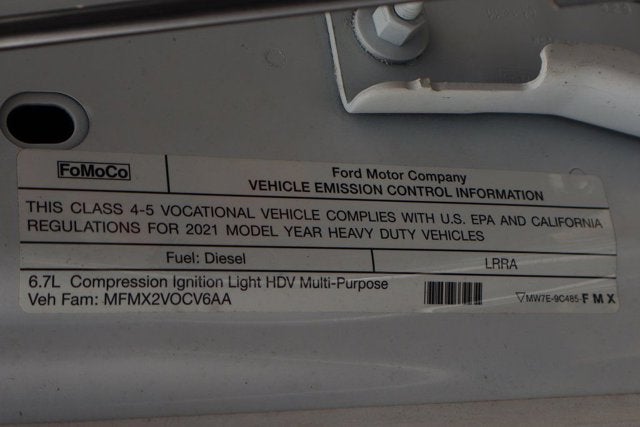 FoMoCo
Ford Motor Company
VEHICLE EMISSION CONTROL INFORMATION
THIS CLASS 4-5 VOCATIONAL VEHICLE COMPLIES WITH U.S. EPA AND CALIFORNIA
REGULATIONS FOR 2021 MODEL YEAR HEAVY DUTY VEHICLES
Fuel: Diesel
LRRA
6.7L Compression Ignition Light HDV Multi-Purpose
Veh Fam: MFMX2VOCV6AA
MW7E-9C485-FMX